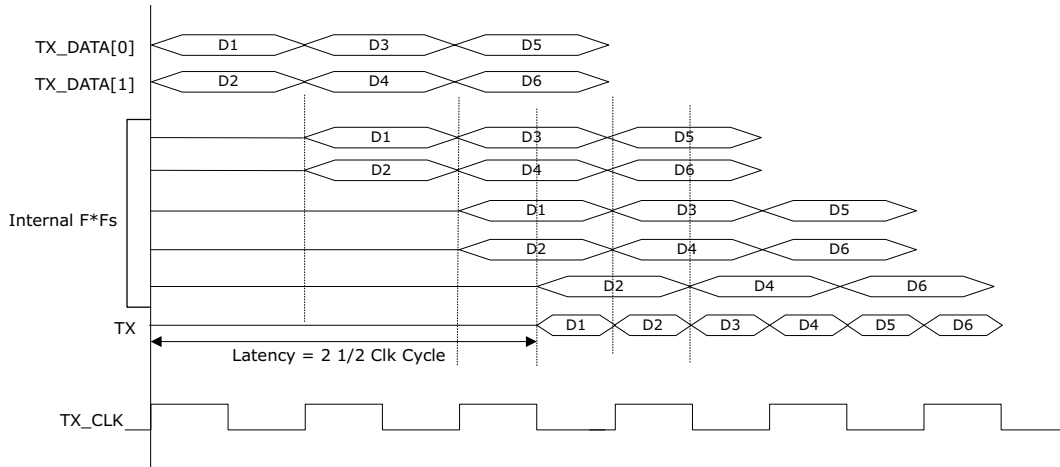 TX_DATA[0] D1 D3 D5
TX_DATA[1] D2 D4 D6
D1 D3 D5
D2 D4 D6
Internal F*Fs
D1 D3 D5
D2 D4 D6
D2 D4 D6
TX D1 D2 D3 D4 D5 D6
Latency = 2 1/2 Clk Cycle
TX_CLK